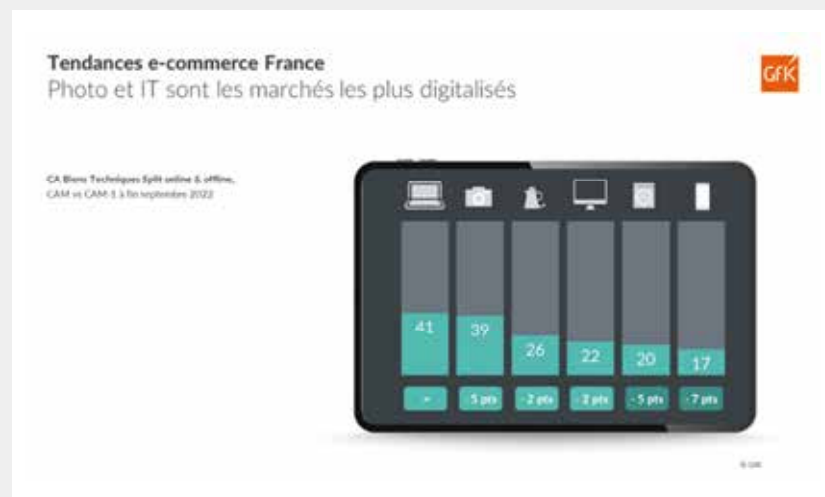 Tendances e-commerce France
Photo et IT sont les marchés les plus digitalisés
GfK
CA Biens Techniques Split online & offline,
CAM vs CAM-1 à fin septembre 2022
41 39 26 22 20 17
= 5 pts - 2 pts - 2 pts - 5 pts - 7 pts
© GfK